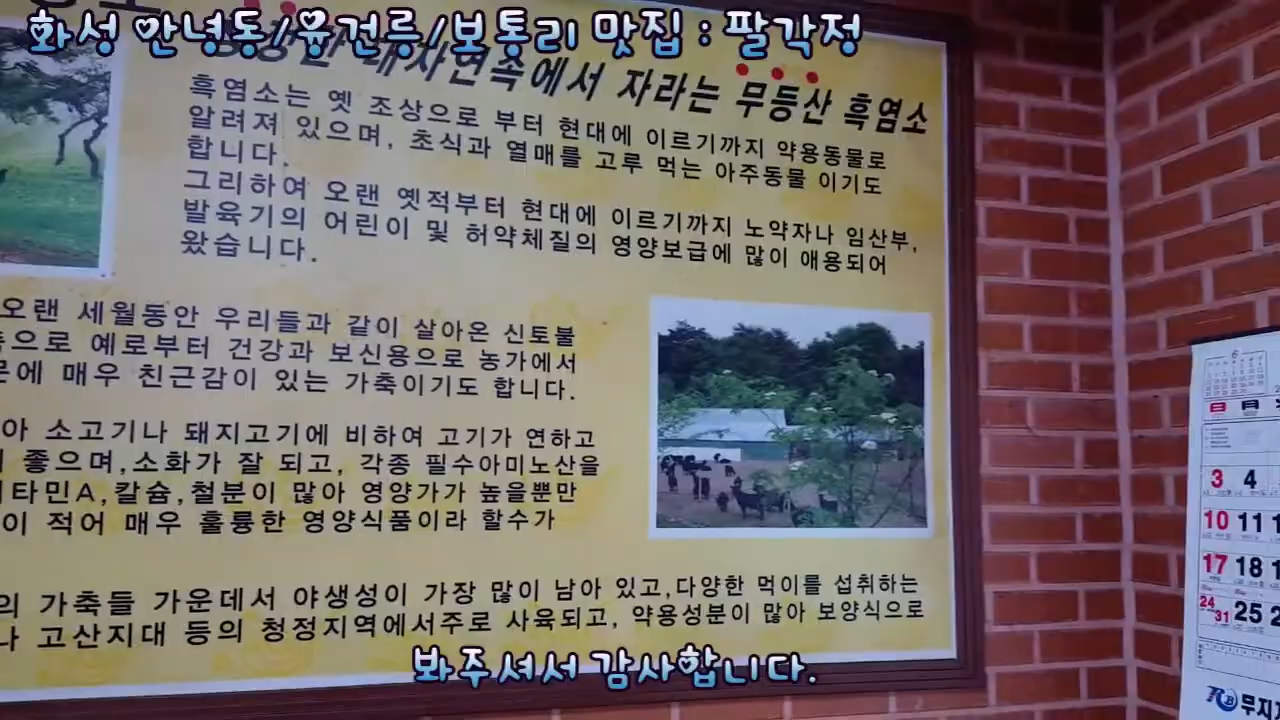 화성 안녕동/융건릉/보통리 맛집 : 팔각정
대자연속에서 자라는 무등산 흑염소
흑염소는 옛 조상으로 부터 현대에 이르기까지 약용동물로
알려져 있으며, 초식과 열매를 고루 먹는 아주동물 이기도
합니다.
그리하여 오랜 옛적부터 현대에 이르기까지 노약자나 임산부,
발육기의 어린이 및 허약체질의 영양보급에 많이 애용되어
왔습니다.
오랜 세월동안 우리들과 같이 살아온 신토불
으로 예로부터 건강과 보신용으로 농가에서
에 매우 친근감이 있는 가축이기도 합니다.
아 소고기나 돼지고기에 비하여 고기가 연하고
좋으며,소화가 잘 되고, 각종 필수아미노산을
타민A,칼슘,철분이 많아 영양가가 높을뿐만
이 적어 매우 훌륭한 영양식품이라 할수가
의 가축들 가운데서 야생성이 가장 많이 남아 있고,다양한 먹이를 섭취하는
나 고산지대 등의 청정지역에서주로 사육되고, 약용성분이 많아 보양식으로
6
日 月
3 4
10 11
17 18
24 31 25
RB 무지
봐주셔서 감사합니다.